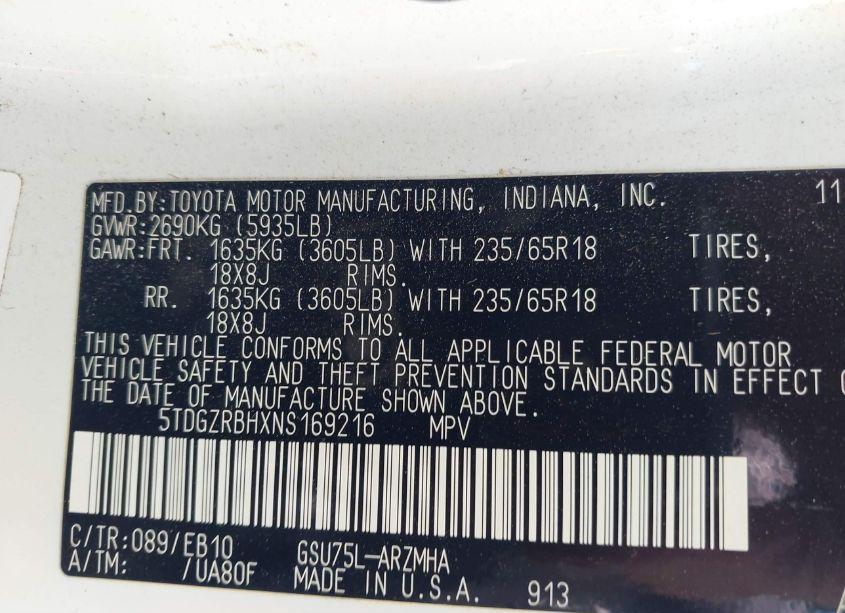 MFD.BY:TOYOTA MOTOR MANUFACTURING, INDIANA, INC. 11
GVWR:2690KG (5935LB)
GAWR:FRT. 1635KG (3605LB) WITH 235/65R18 TIRES,
18X8J RIMS.
RR. 1635KG (3605LB) WITH 235/65R18 TIRES,
18X8J RIMS.
THIS VEHICLE CONFORMS TO ALL APPLICABLE FEDERAL MOTOR
VEHICLE SAFETY AND THEFT PREVENTION STANDARDS IN EFFECT
THE DATE OF MANUFACTURE SHOWN ABOVE.
5TDGZRBHXNS169216 MPV
C/TR:089/EB10 GSU75L-ARZMHA
A/TM: /UA80F MADE IN U.S.A. 913